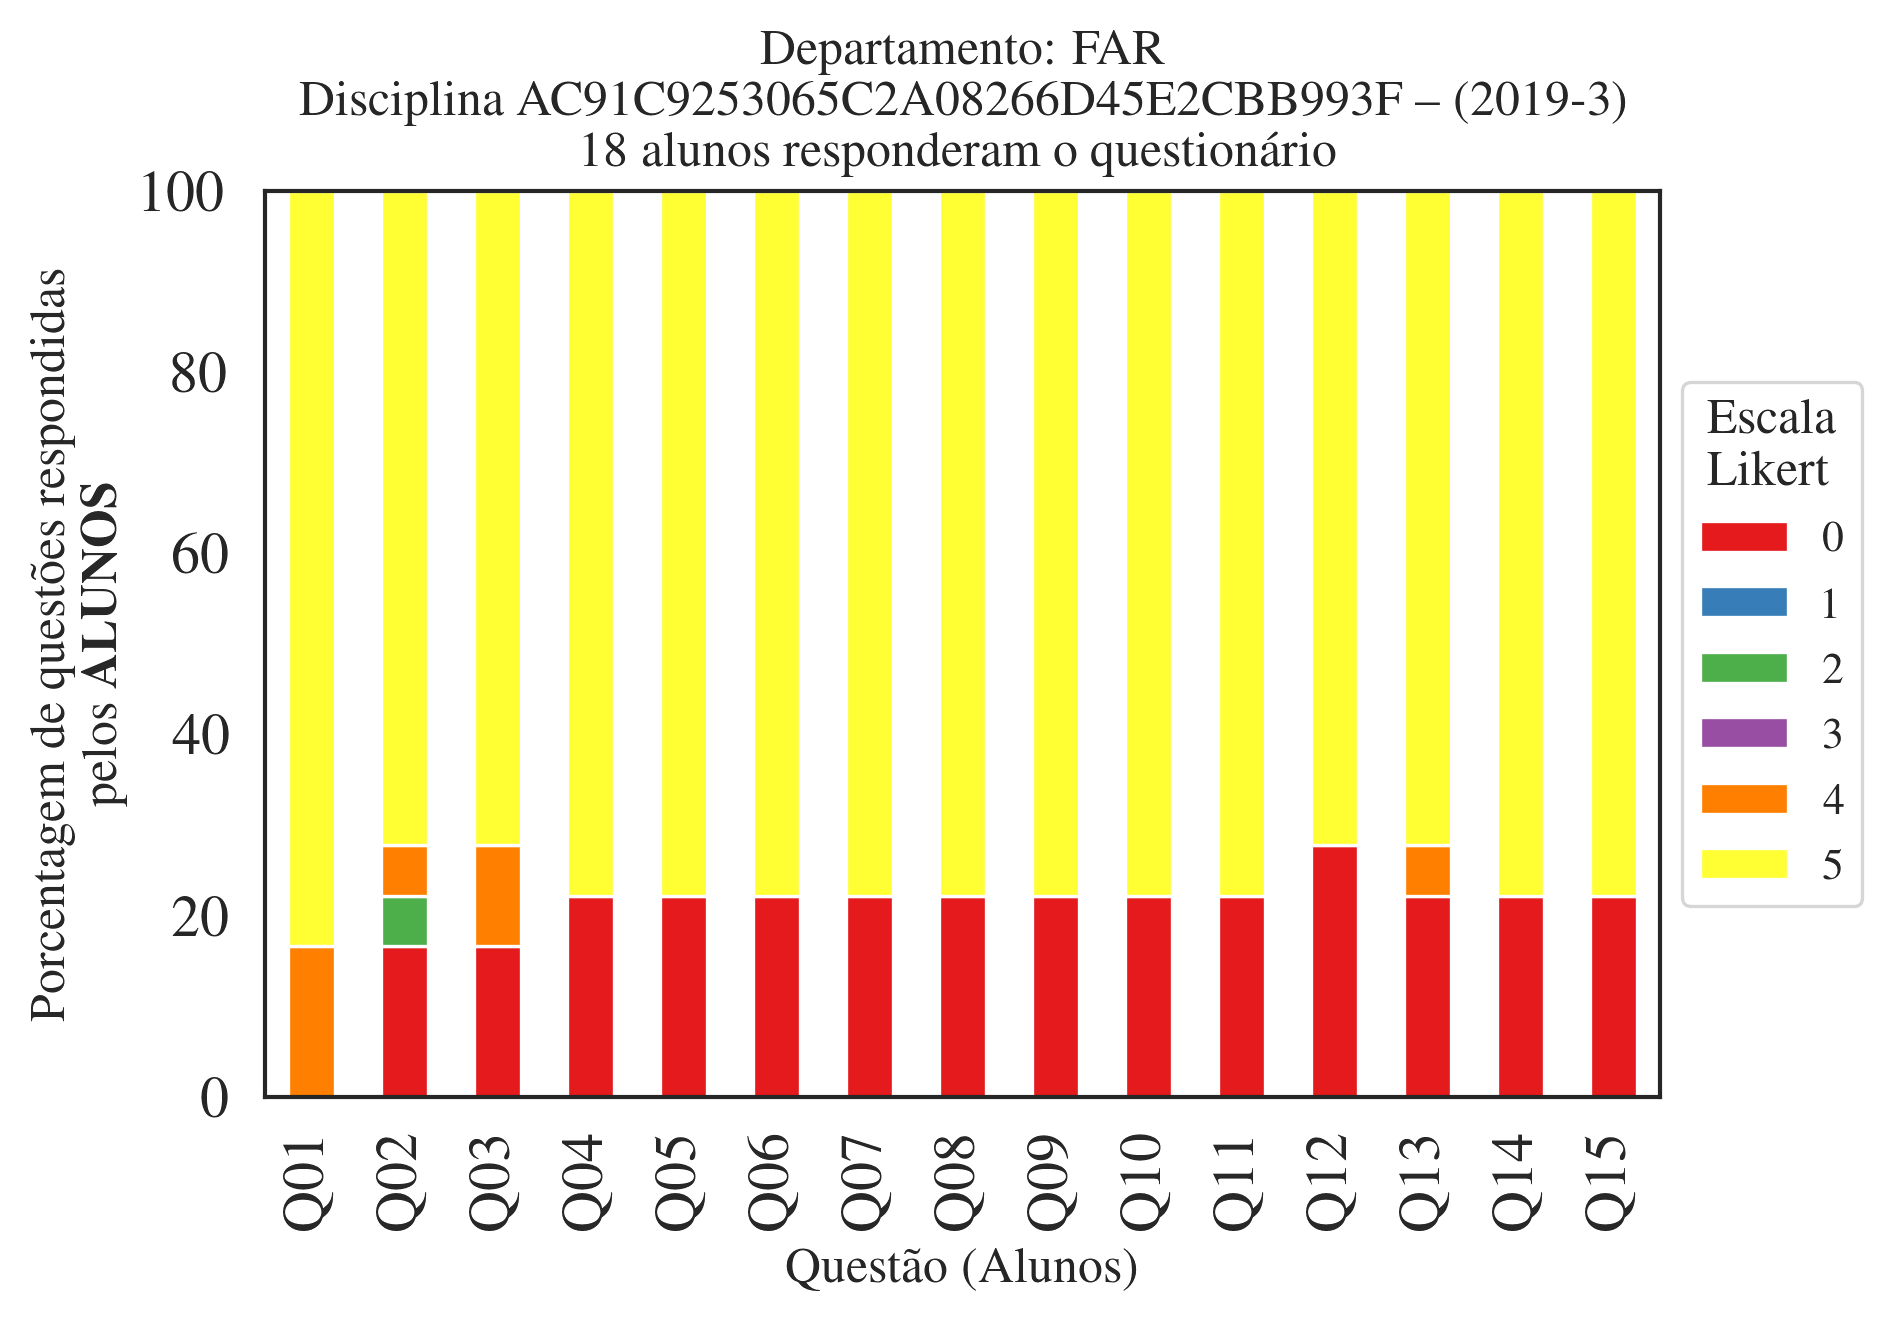 Departamento: FAR
Disciplina AC91C9253065C2A08266D45E2CBB993F – (2019-3)
18 alunos responderam o questionário
Porcentagem de questões respondidas
pelos ALUNOS
100
80
60
40
20
0
Q01
Q02
Q03
Q04
Q05
Q06
Q07
Q08
Q09
Q10
Q11
Q12
Q13
Q14
Q15
Questão (Alunos)
Escala
Likert
0
1
2
3
4
5